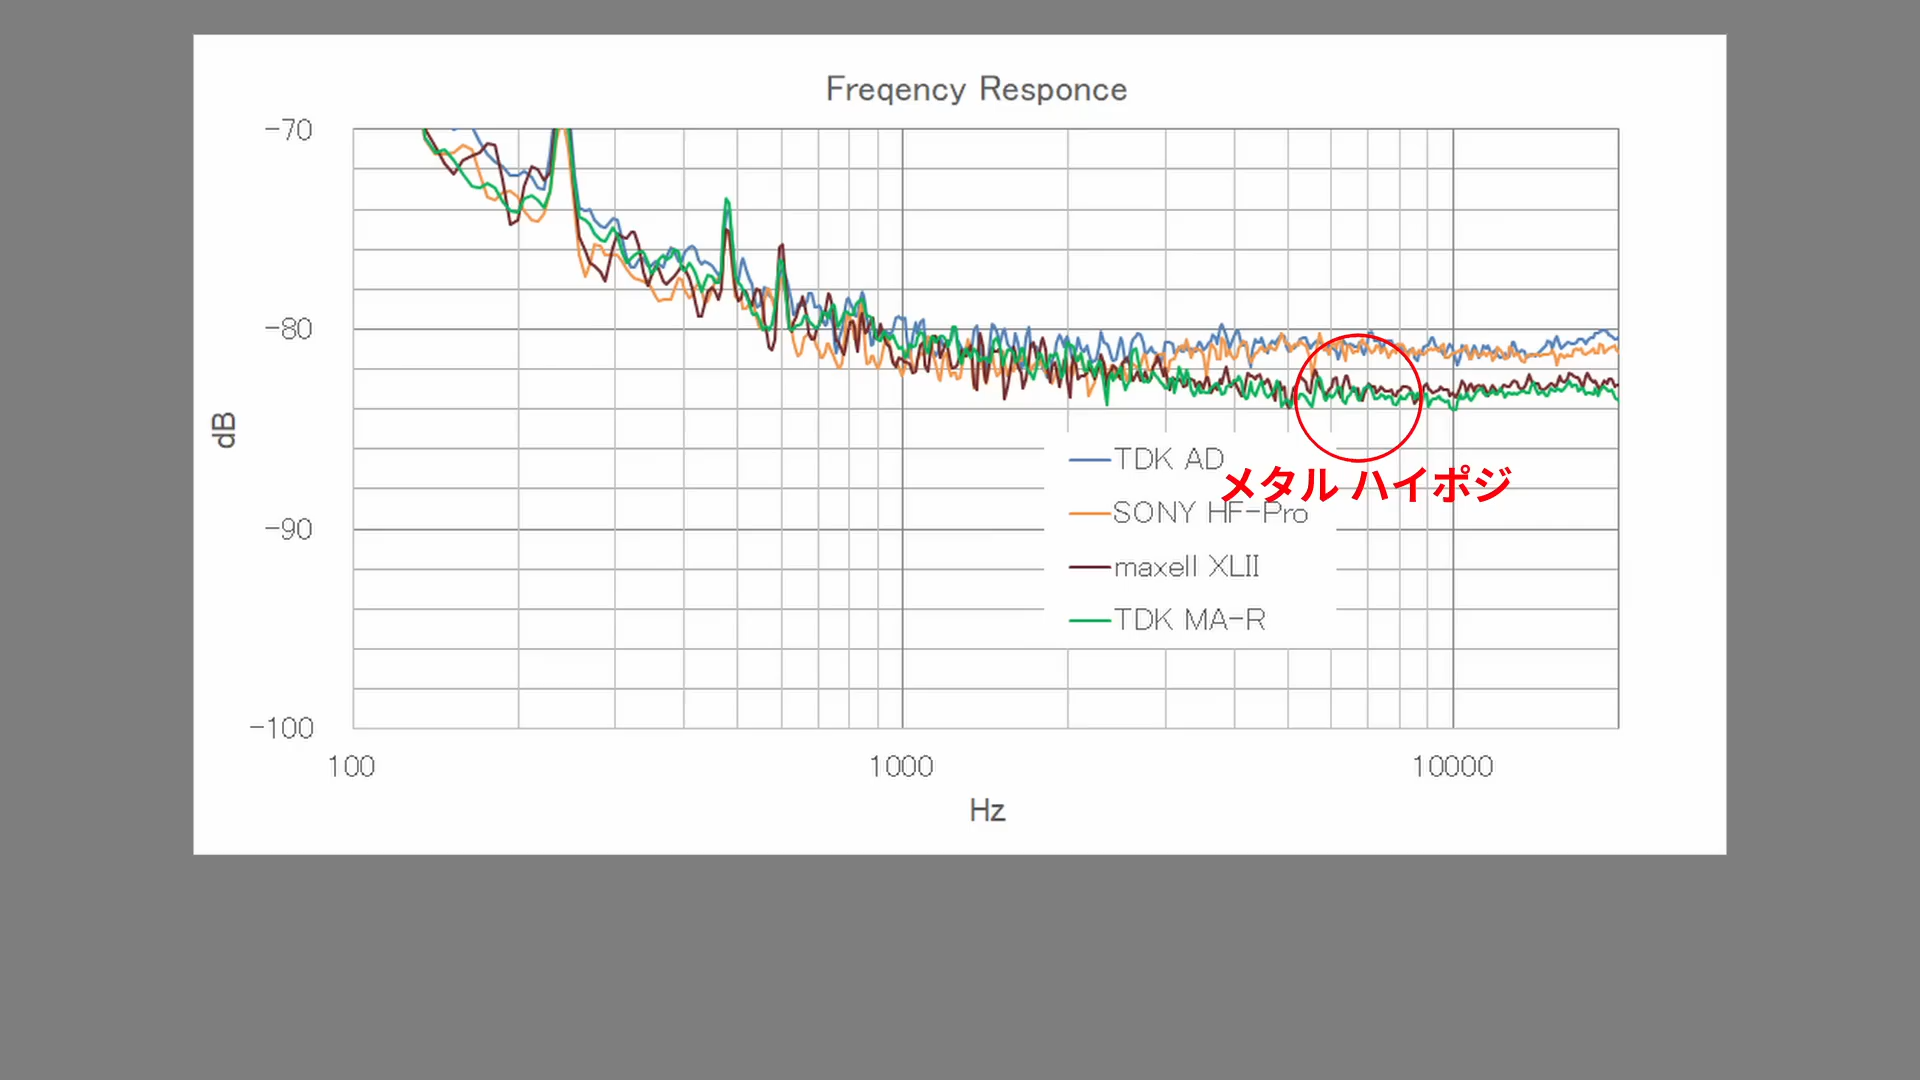 Freqency Responce
-70
-80
-90
-100
dB
TDK AD
メタル ハイポジ
SONY HF-Pro
maxell XLII
TDK MA-R
100 1000 10000
Hz